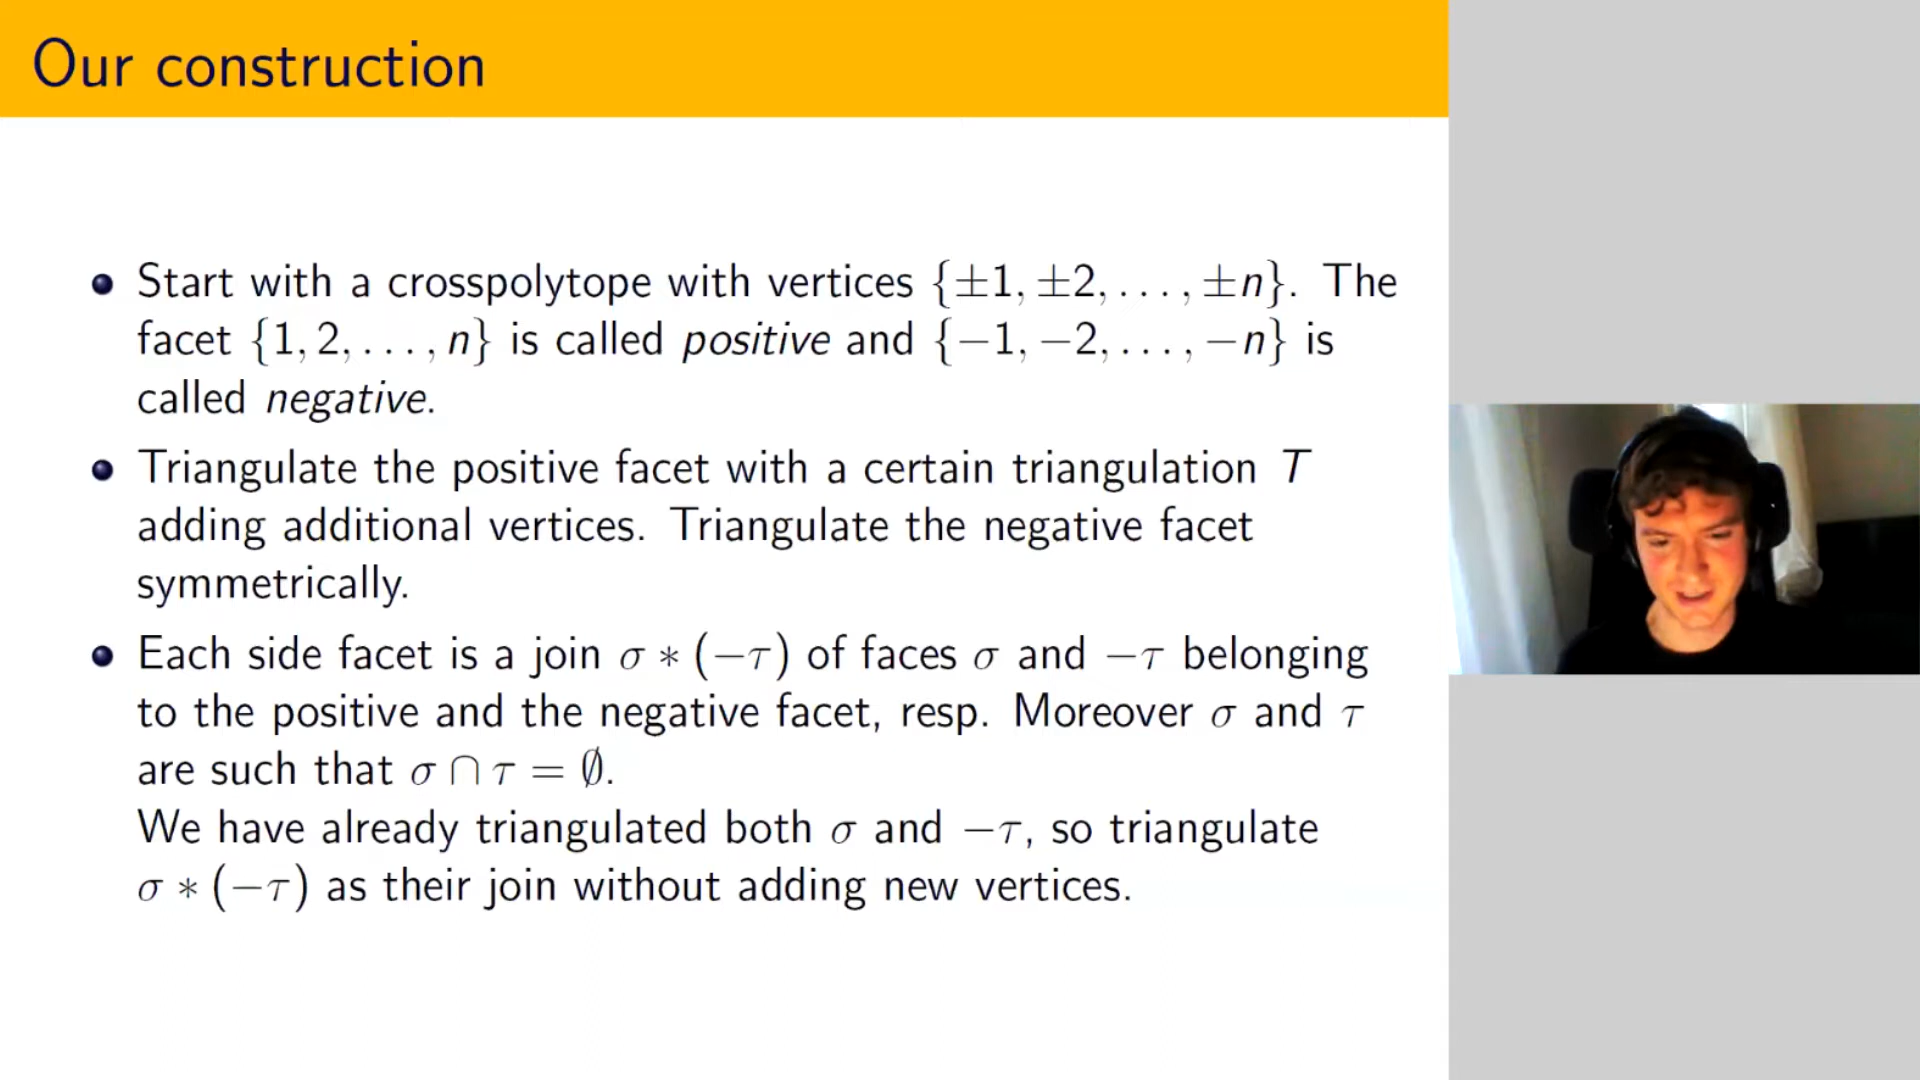 Our construction
Start with a crosspolytope with vertices {±1, ±2, . . . , ±n}. The
facet {1, 2, . . . , n} is called positive and {−1, −2, . . . , −n} is
called negative.
Triangulate the positive facet with a certain triangulation T
adding additional vertices. Triangulate the negative facet
symmetrically.
Each side facet is a join σ ∗ (−τ) of faces σ and −τ belonging
to the positive and the negative facet, resp. Moreover σ and τ
are such that σ ∩ τ = ∅.
We have already triangulated both σ and −τ, so triangulate
σ ∗ (−τ) as their join without adding new vertices.